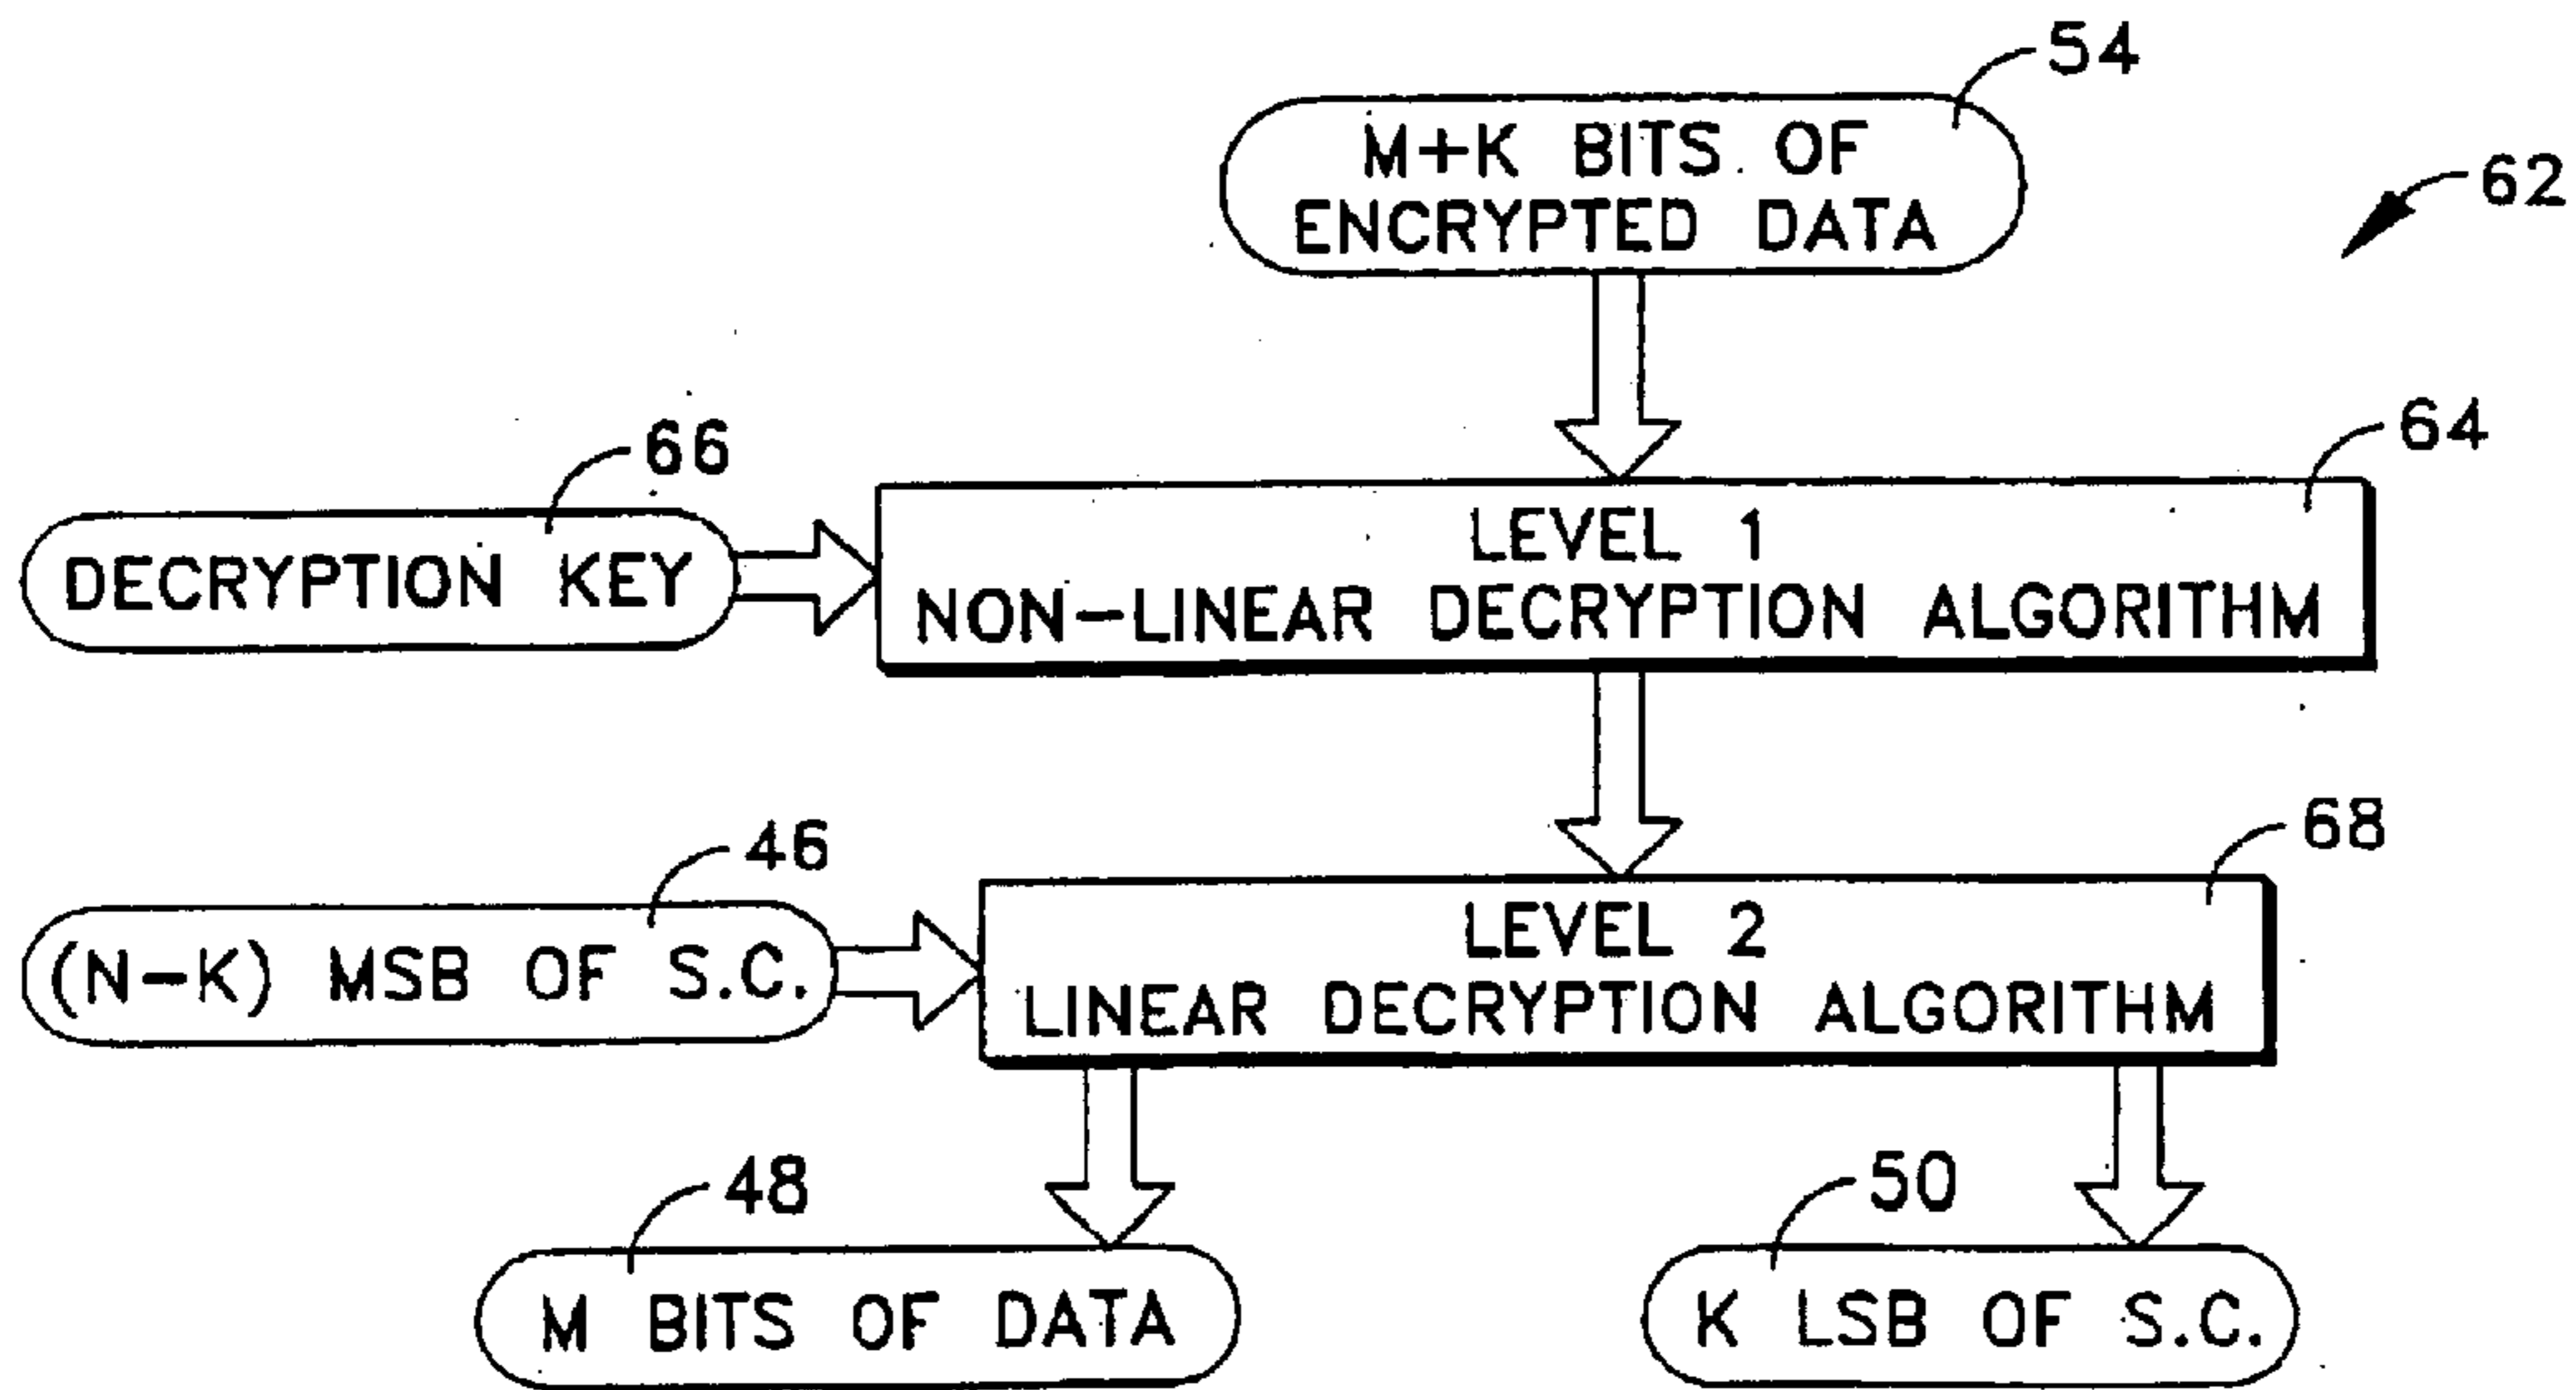 54
M+K BITS OF
ENCRYPTED DATA
62
66
64
DECRYPTION KEY
LEVEL 1
NON-LINEAR DECRYPTION ALGORITHM
46
68
(N-K) MSB OF S.C.
LEVEL 2
LINEAR DECRYPTION ALGORITHM
48
50
M BITS OF DATA
K LSB OF S.C.